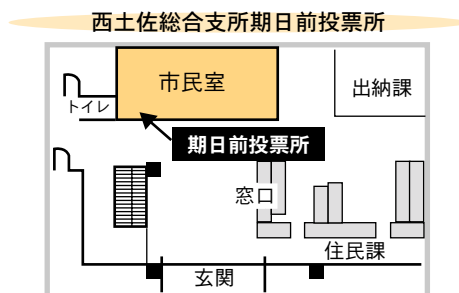 西土佐総合支所期日前投票所
市民室
出納課
トイレ
期日前投票所
窓口
住民課
玄関